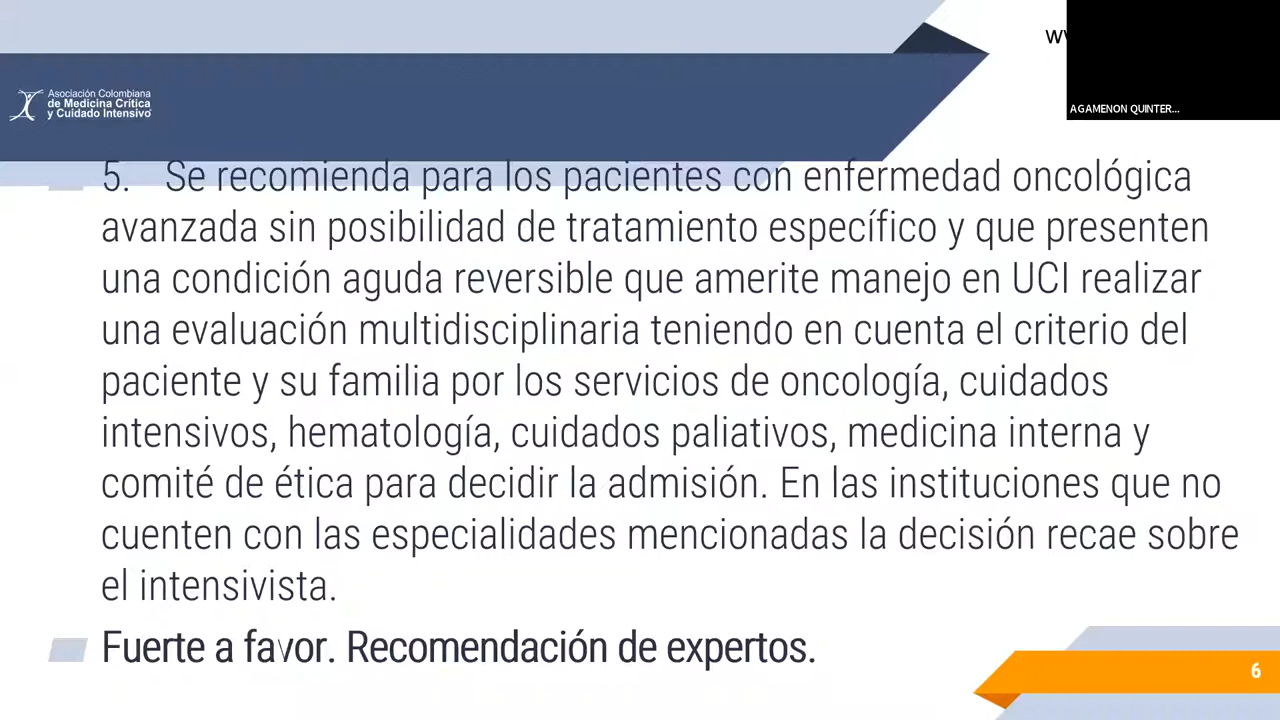 Asociación Colombiana
de Medicina Crítica
y Cuidado Intensivo
AGAMENON QUINTER...
5. Se recomienda para los pacientes con enfermedad oncológica
avanzada sin posibilidad de tratamiento específico y que presenten
una condición aguda reversible que amerite manejo en UCI realizar
una evaluación multidisciplinaria teniendo en cuenta el criterio del
paciente y su familia por los servicios de oncología, cuidados
intensivos, hematología, cuidados paliativos, medicina interna y
comité de ética para decidir la admisión. En las instituciones que no
cuenten con las especialidades mencionadas la decisión recae sobre
el intensivista.
Fuerte a favor. Recomendación de expertos.
6